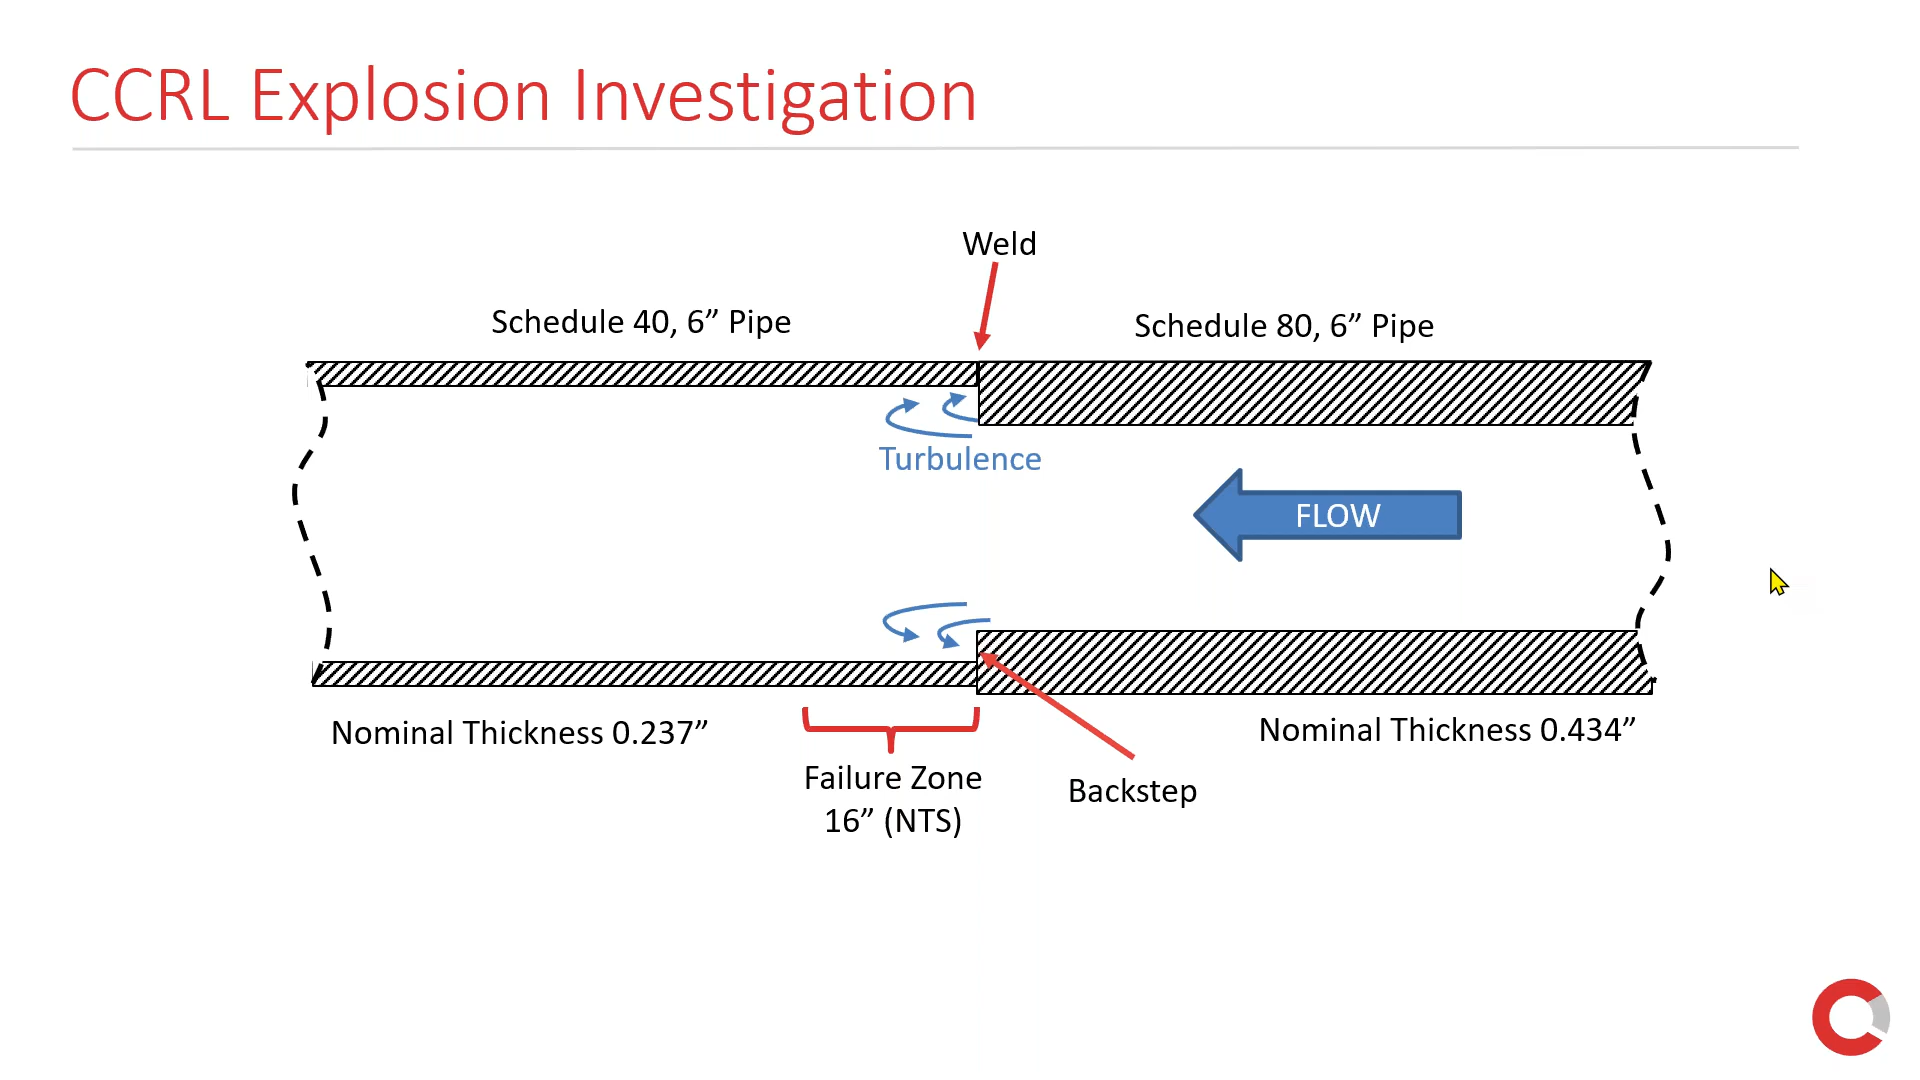 CCRL Explosion Investigation
Weld
Schedule 40, 6” Pipe
Schedule 80, 6” Pipe
Turbulence
FLOW
Nominal Thickness 0.237”
Nominal Thickness 0.434”
Failure Zone
16” (NTS)
Backstep